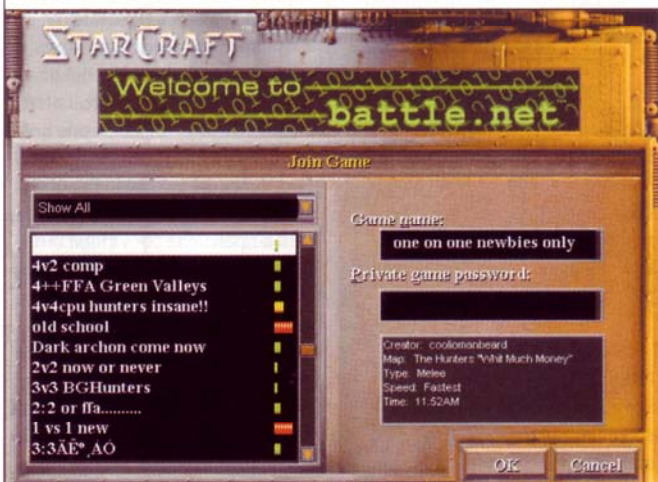 STARCRAFT
Welcome to
battle.net
Join Game
Show All
4v2 comp
4++FFA Green Valleys
4v4cpu hunters insane!!
old school
Dark archon come now
2v2 now or never
3v3 BGHunters
2:2 or ffa..........
1 vs 1 new
3:3ÄÊº¸ÀÓ
Game name:
one on one newbies only
Private game password:
Creator: cooliomanbeard
Map: The Hunters "Whit Much Money"
Type: Melee
Speed: Fastest
Time: 11:52AM
OK
Cancel